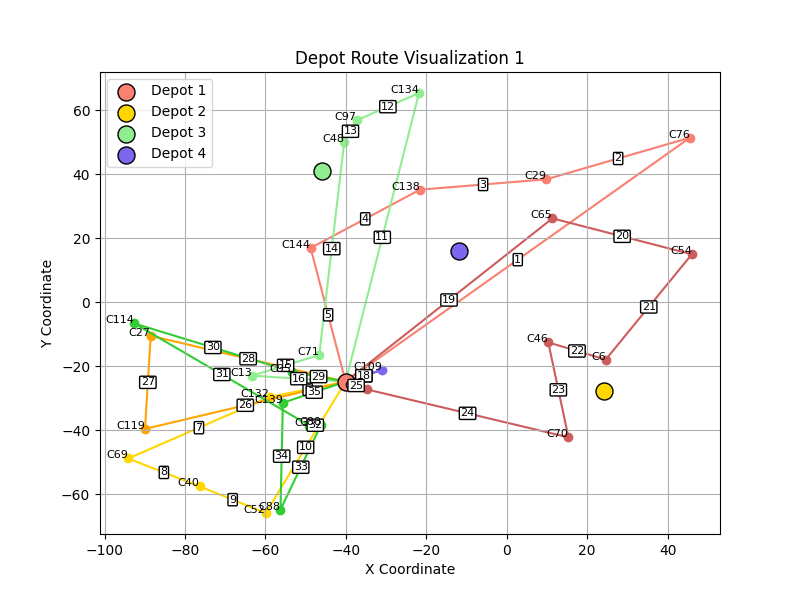 Depot Route Visualization 1
Depot 1
Depot 2
Depot 3
Depot 4
C134
12
C97
13
C48
C76
2
C29
3
C138
4
C65
11
20
C144
14
C54
1
19
21
5
C114
C27
30
C46
22
C71
28
C6
15
C109
31
C13
16
29
18
27
25
23
35
C132
C139
26
24
C119
7
32
C70
10
34
C69
33
8
C40
9
C88
C52
60
40
20
0
−20
−40
−60
−100
−80
−60
−40
−20
0
20
40
X Coordinate
Y Coordinate